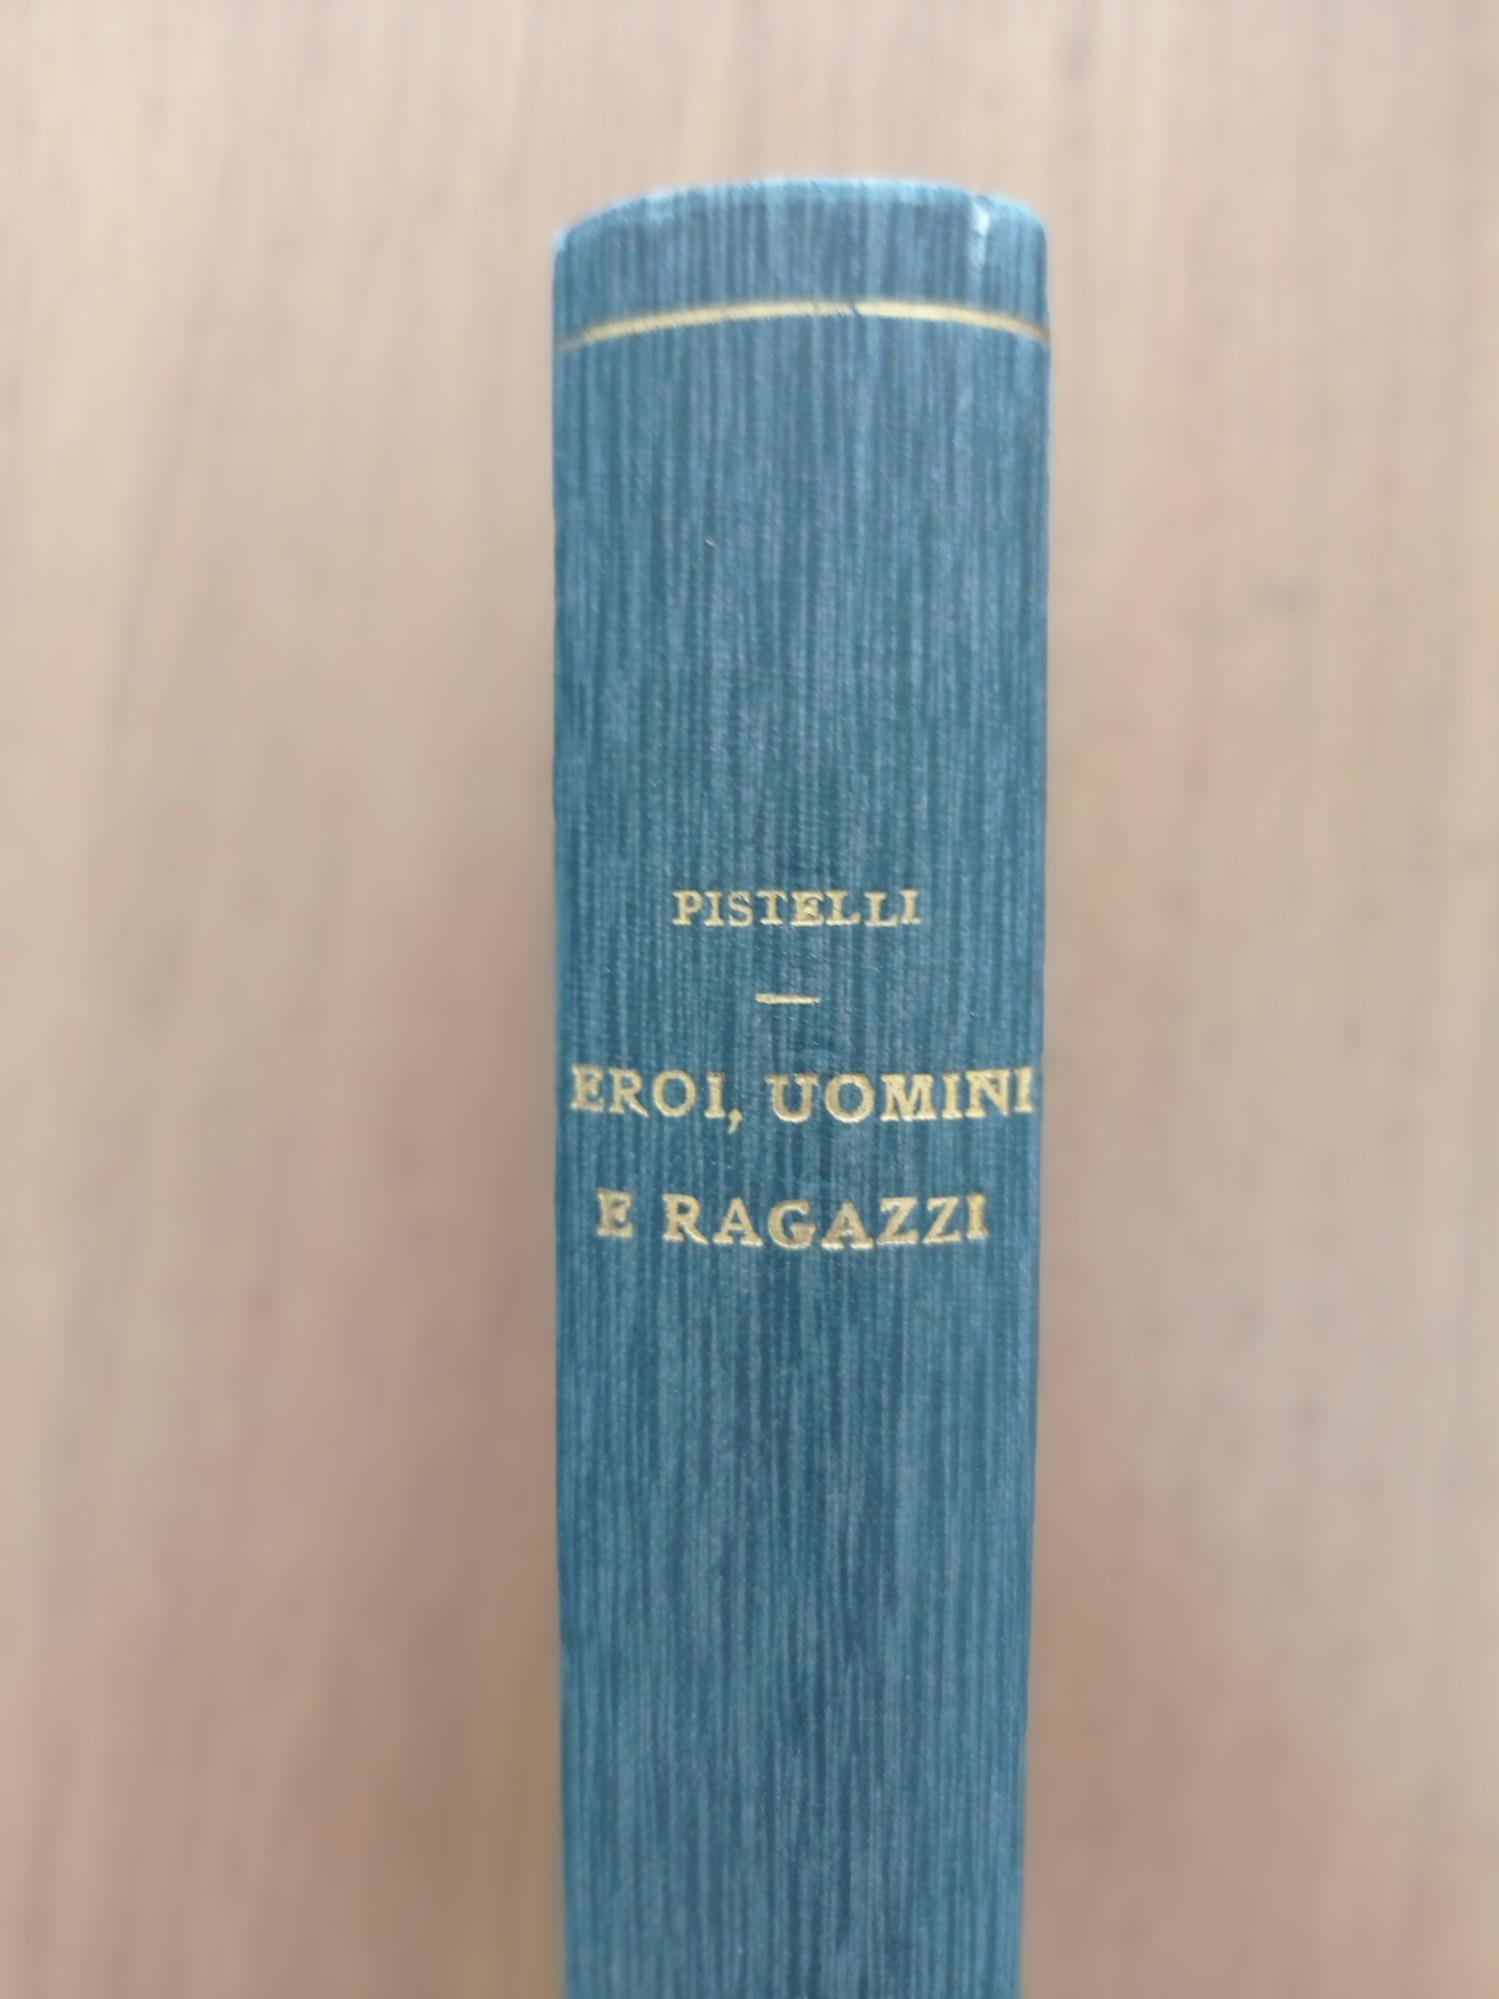 PISTELLI
—
EROI, UOMINI
E RAGAZZI